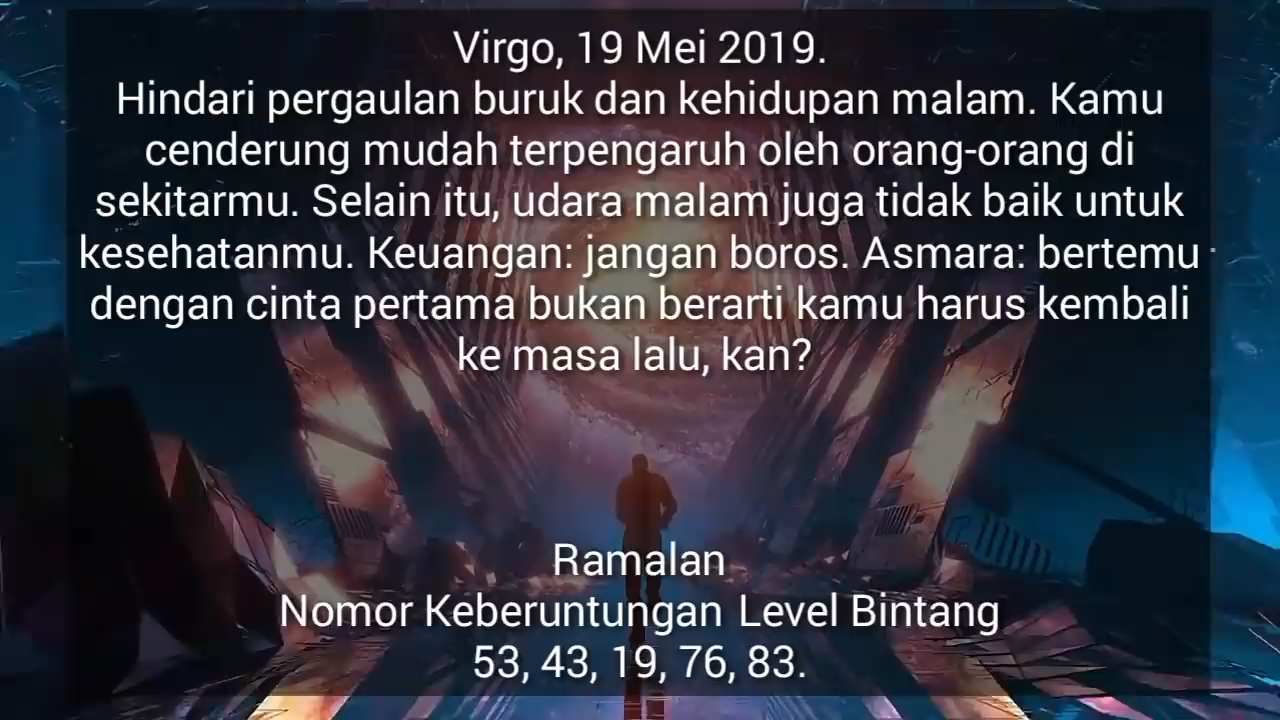 Virgo, 19 Mei 2019.
Hindari pergaulan buruk dan kehidupan malam. Kamu
cenderung mudah terpengaruh oleh orang-orang di
sekitarmu. Selain itu, udara malam juga tidak baik untuk
kesehatanmu. Keuangan: jangan boros. Asmara: bertemu
dengan cinta pertama bukan berarti kamu harus kembali
ke masa lalu, kan?
Ramalan
Nomor Keberuntungan Level Bintang
53, 43, 19, 76, 83.